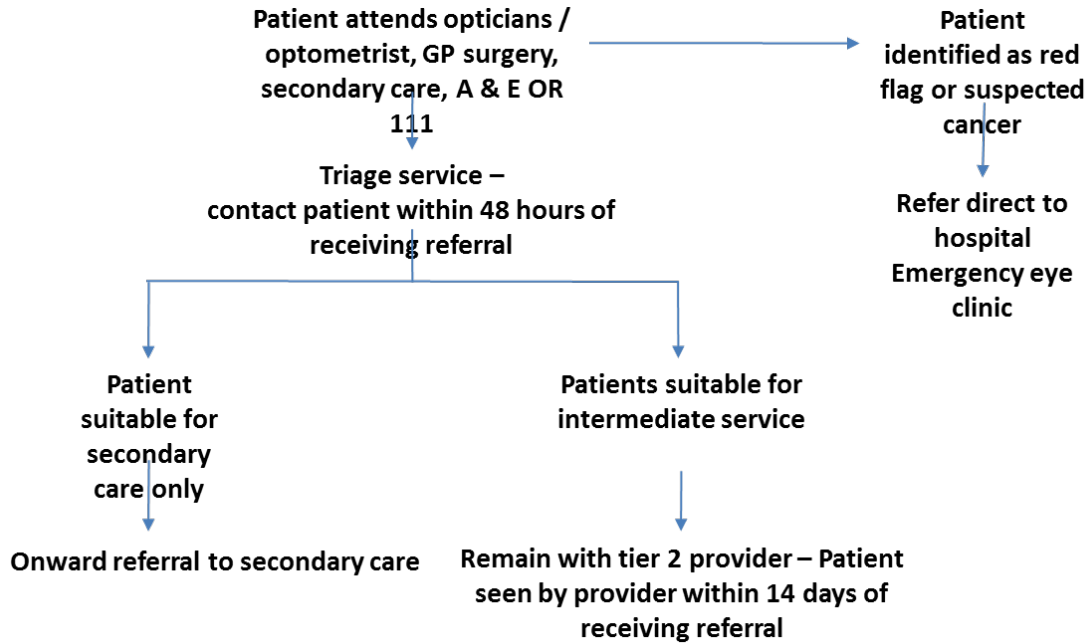 Patient attends opticians /
optometrist, GP surgery,
secondary care, A & E OR
111
Patient
identified as red
flag or suspected
cancer
Triage service –
contact patient within 48 hours of
receiving referral
Refer direct to
hospital
Emergency eye
clinic
Patient
suitable for
secondary
care only
Patients suitable for
intermediate service
Onward referral to secondary care
Remain with tier 2 provider – Patient
seen by provider within 14 days of
receiving referral